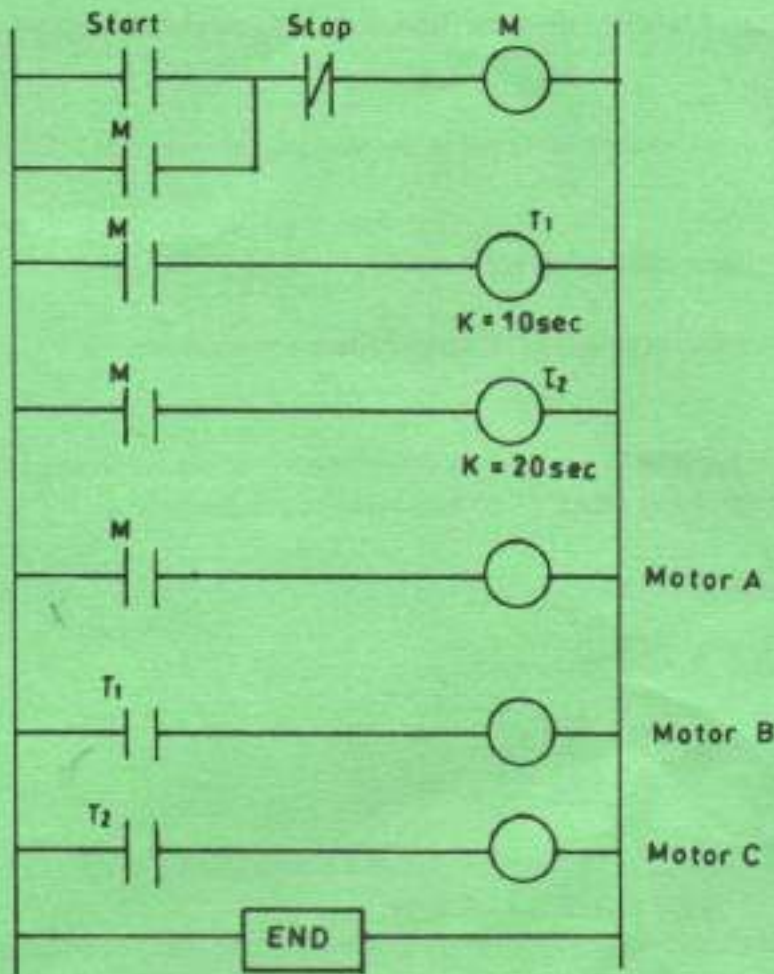 Start Stop M
M
M T₁
K = 10sec
M T₂
K = 20sec
M
Motor A
T₁ Motor B
T₂ Motor C
END